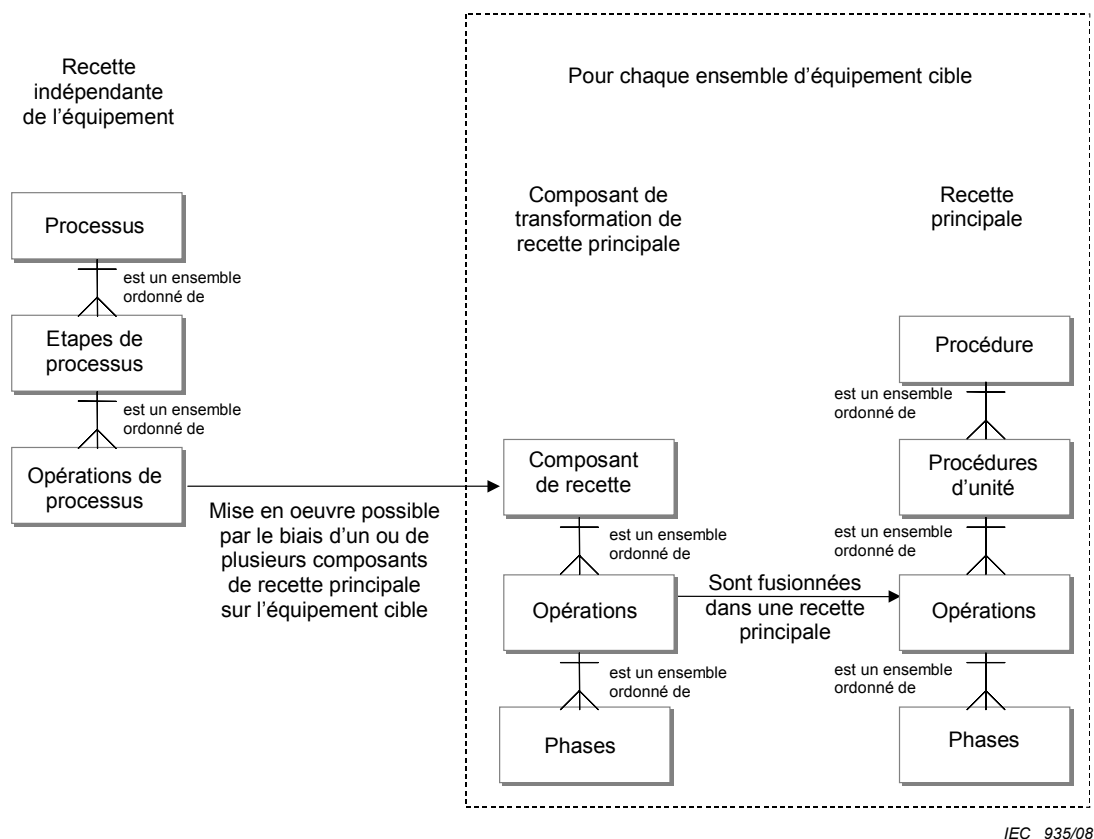 Recette
indépendante
de l'équipement
Pour chaque ensemble d'équipement cible
Composant de
transformation de
recette principale
Recette
principale
Processus
est un ensemble
ordonné de
Etapes de
processus
est un ensemble
ordonné de
Opérations de
processus
Mise en oeuvre possible
par le biais d'un ou de
plusieurs composants
de recette principale
sur l'équipement cible
Composant
de recette
est un ensemble
ordonné de
Opérations
est un ensemble
ordonné de
Phases
Sont fusionnées
dans une recette
principale
Procédure
est un ensemble
ordonné de
Procédures
d'unité
est un ensemble
ordonné de
Opérations
est un ensemble
ordonné de
Phases
IEC 935/08